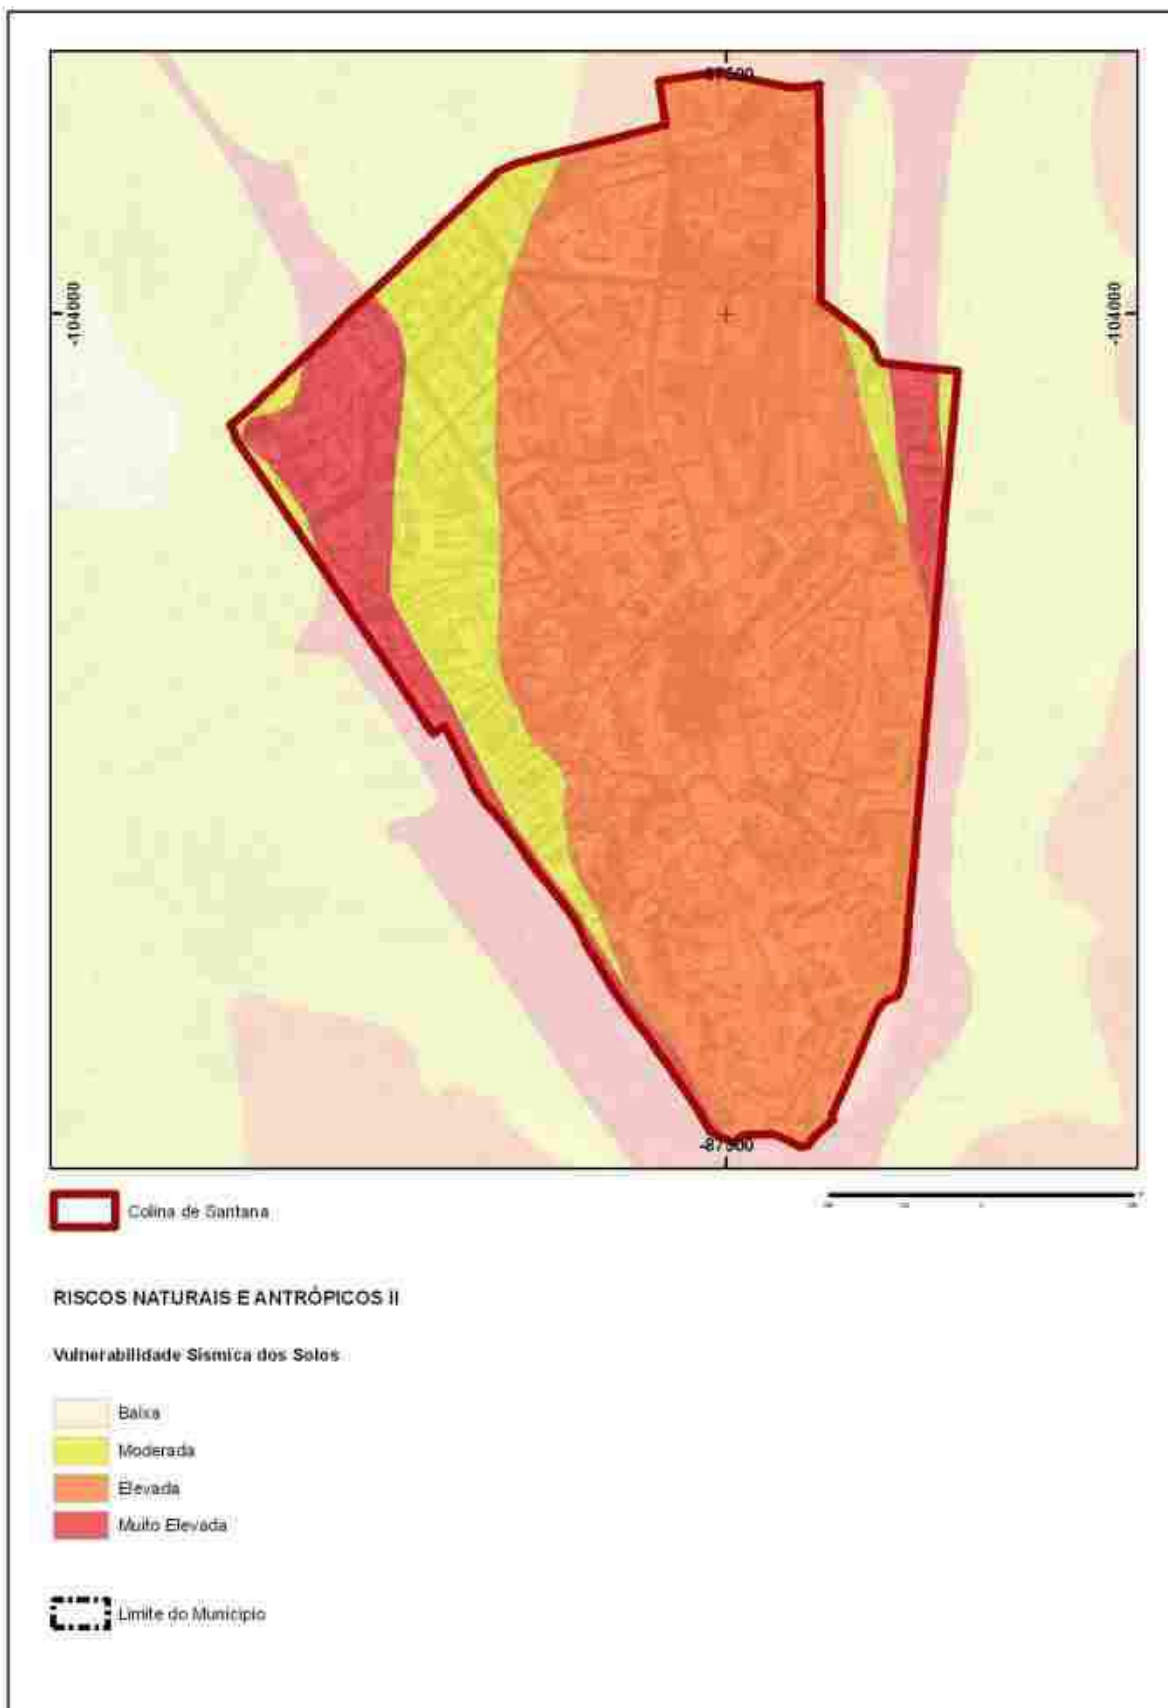 -87500
-104000
-104000
-87500
Colina de Santana
RISCOS NATURAIS E ANTRÓPICOS II
Vulnerabilidade Sísmica dos Solos
Baixa
Moderada
Elevada
Muito Elevada
Limite do Município